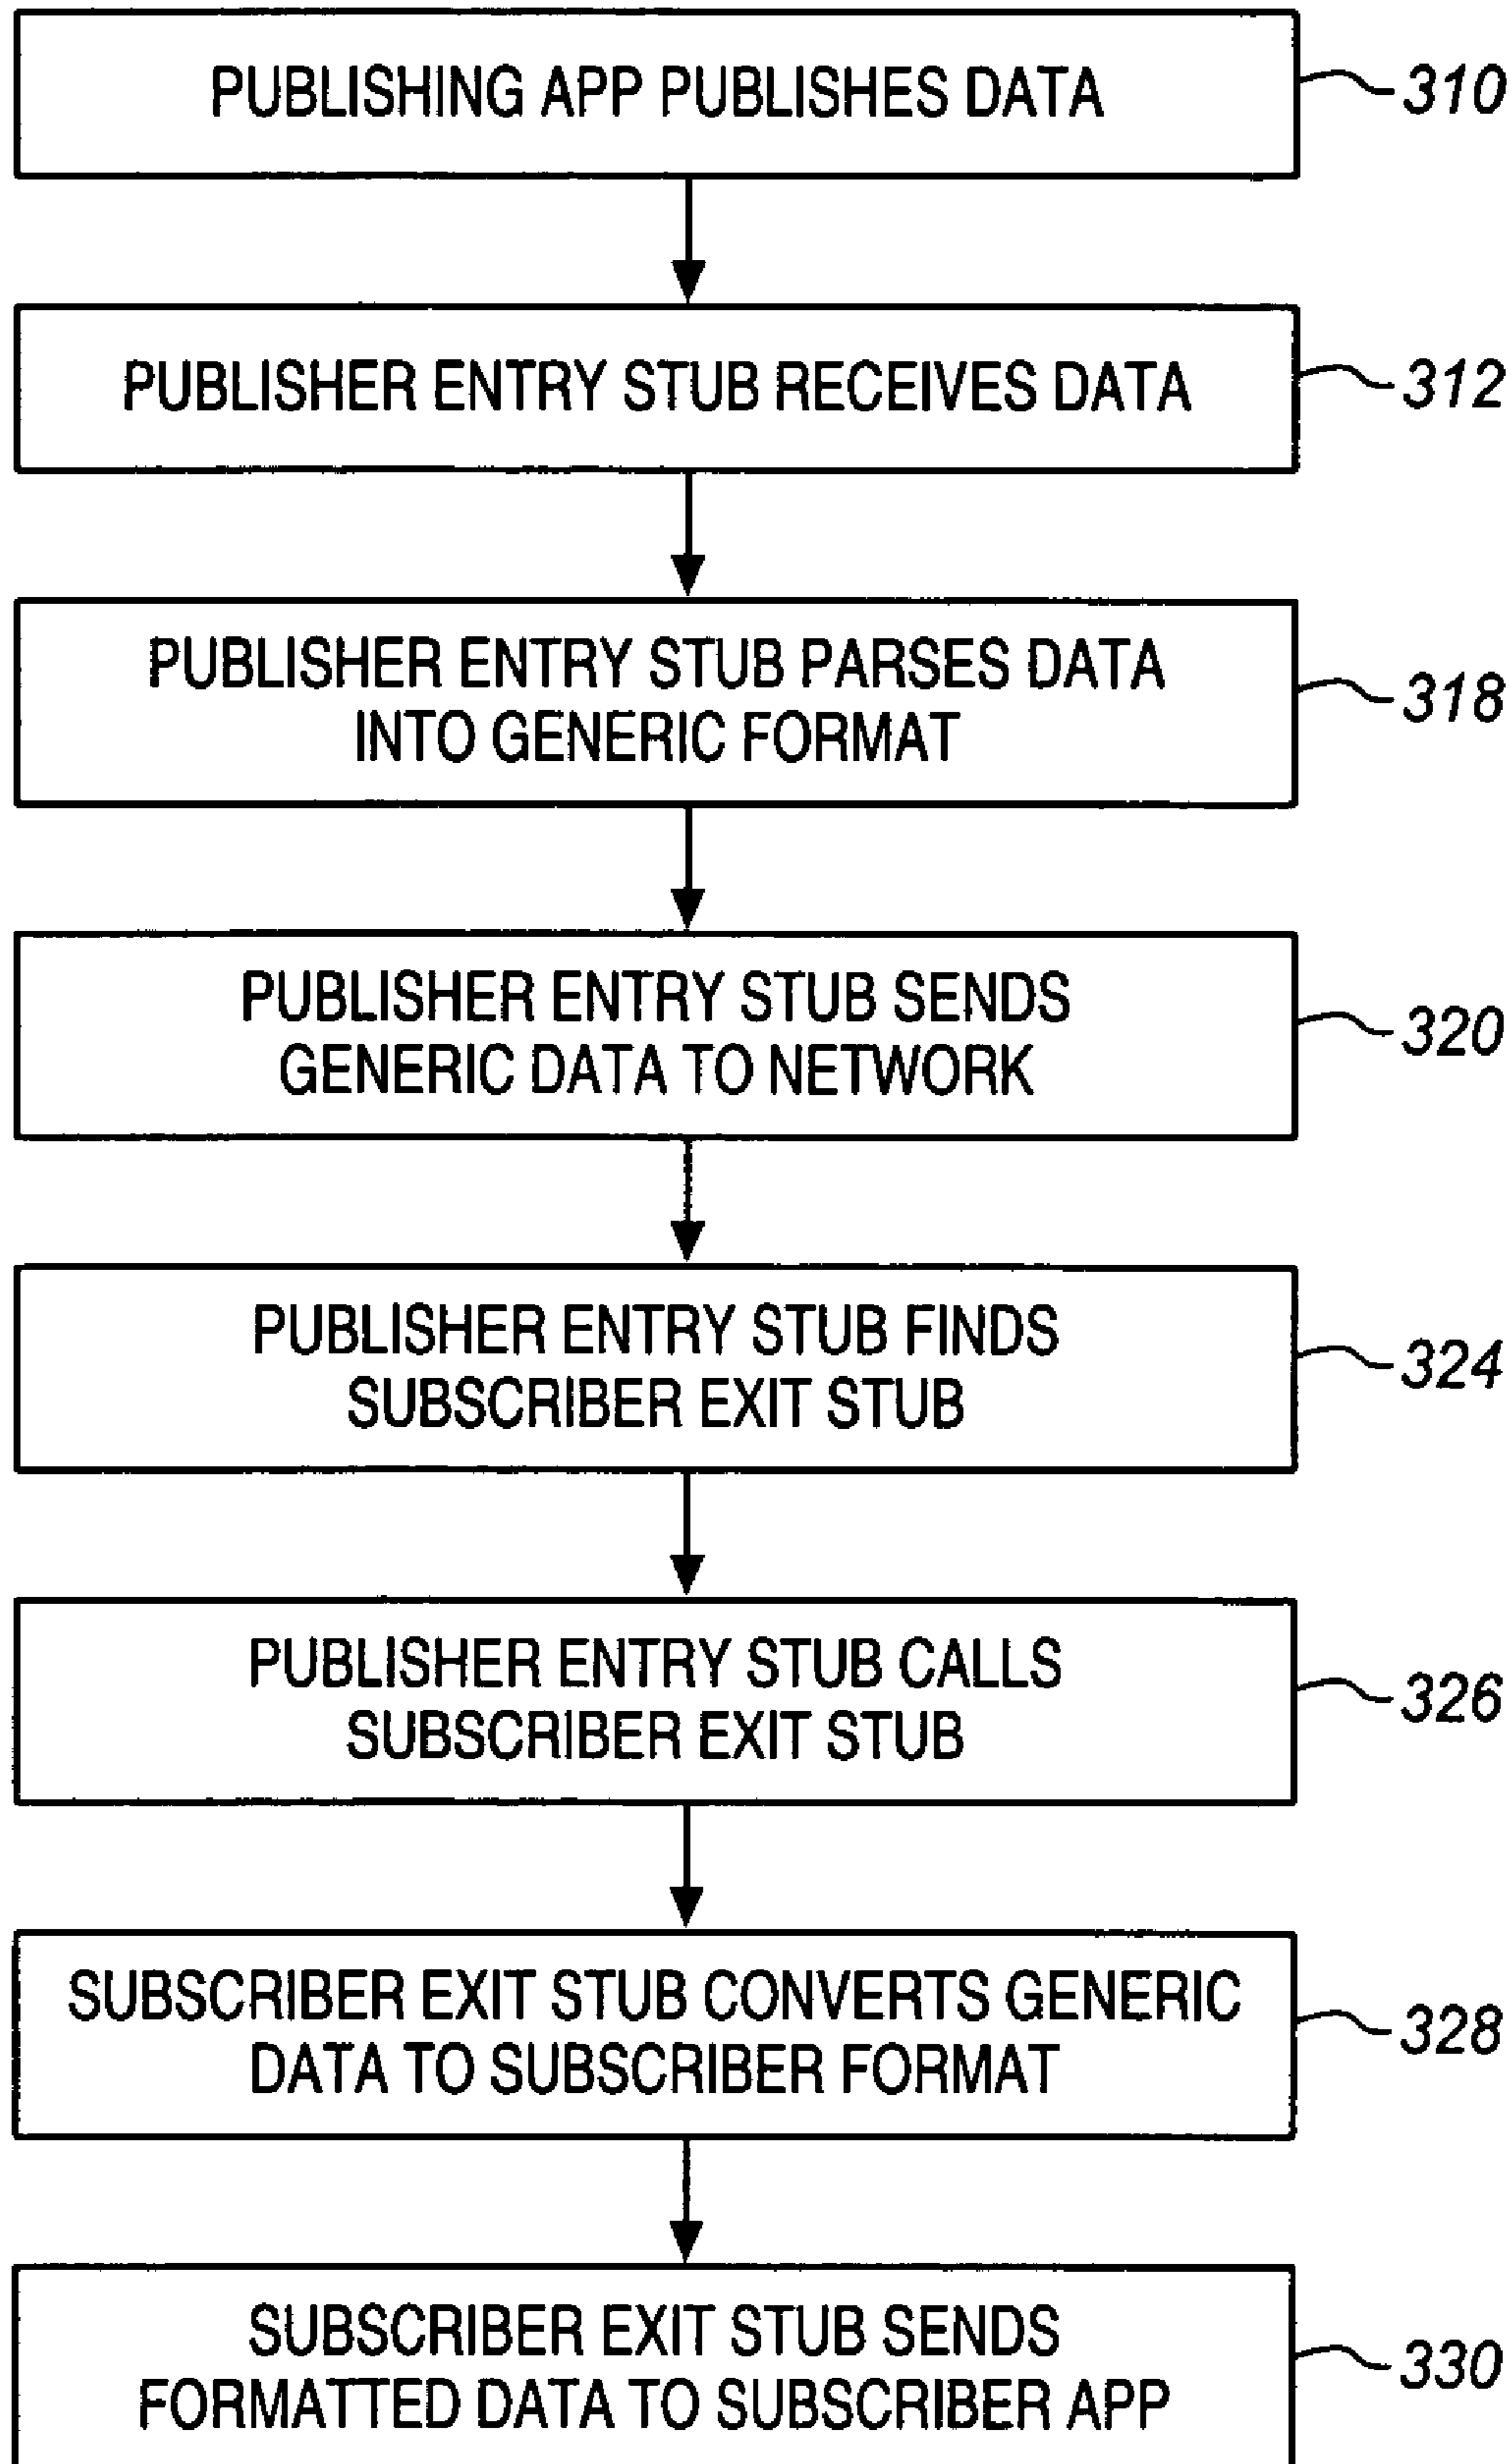 PUBLISHING APP PUBLISHES DATA
310
PUBLISHER ENTRY STUB RECEIVES DATA
312
PUBLISHER ENTRY STUB PARSES DATA
INTO GENERIC FORMAT
318
PUBLISHER ENTRY STUB SENDS
GENERIC DATA TO NETWORK
320
PUBLISHER ENTRY STUB FINDS
SUBSCRIBER EXIT STUB
324
PUBLISHER ENTRY STUB CALLS
SUBSCRIBER EXIT STUB
326
SUBSCRIBER EXIT STUB CONVERTS GENERIC
DATA TO SUBSCRIBER FORMAT
328
SUBSCRIBER EXIT STUB SENDS
FORMATTED DATA TO SUBSCRIBER APP
330